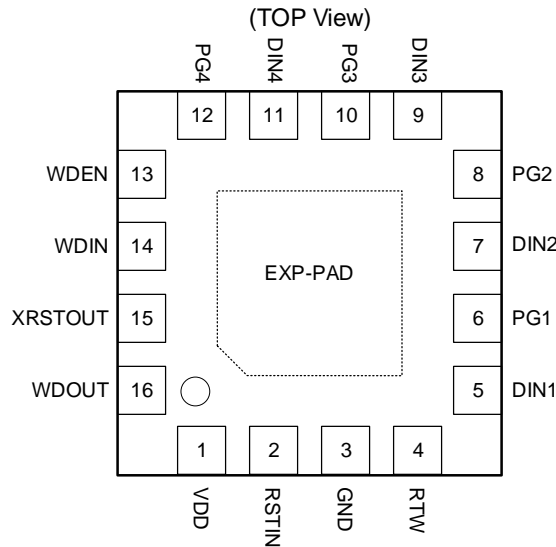 (TOP View)
PG4 DIN4 PG3 DIN3
12 11 10 9
WDEN 13 8 PG2
WDIN 14 7 DIN2
EXP-PAD
XRSTOUT 15 6 PG1
WDOUT 16 5 DIN1
1 2 3 4
VDD RSTIN GND RTW